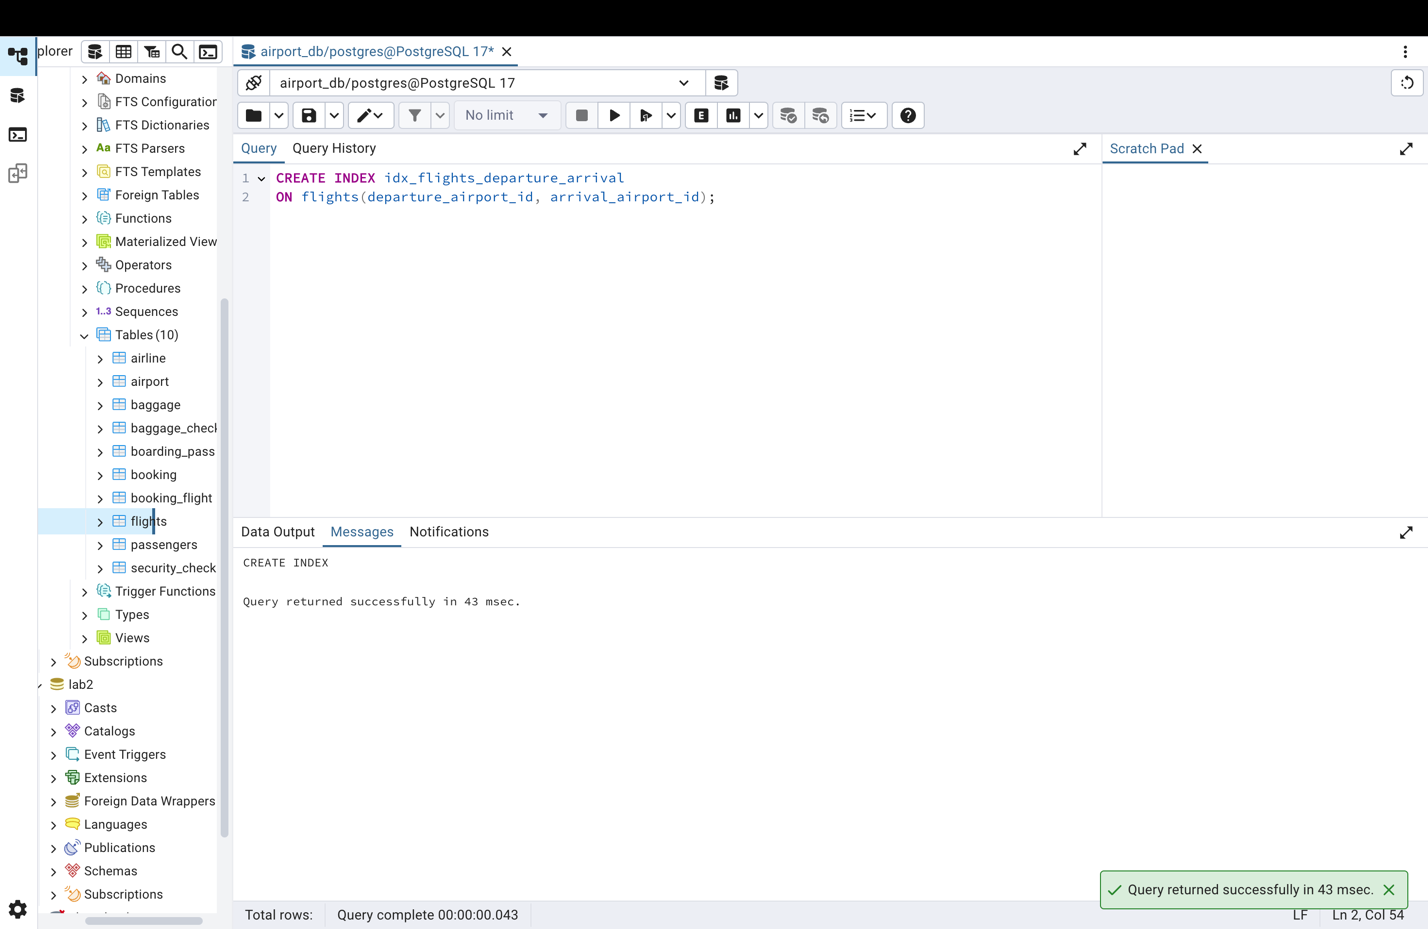 plorer
airport_db/postgres@PostgreSQL 17*
airport_db/postgres@PostgreSQL 17
No limit
E
Query
Query History
Scratch Pad
1 CREATE INDEX idx_flights_departure_arrival
2 ON flights(departure_airport_id, arrival_airport_id);
Domains
FTS Configuration
FTS Dictionaries
Aa FTS Parsers
FTS Templates
Foreign Tables
Functions
Materialized View
Operators
Procedures
1..3 Sequences
Tables (10)
airline
airport
baggage
baggage_check
boarding_pass
booking
booking_flight
flights
passengers
security_check
Trigger Functions
Types
Views
Subscriptions
lab2
Casts
Catalogs
Event Triggers
Extensions
Foreign Data Wrappers
Languages
Publications
Schemas
Subscriptions
Data Output
Messages
Notifications
CREATE INDEX
Query returned successfully in 43 msec.
Query returned successfully in 43 msec.
Total rows:
Query complete 00:00:00.043
LF
Ln 2, Col 54